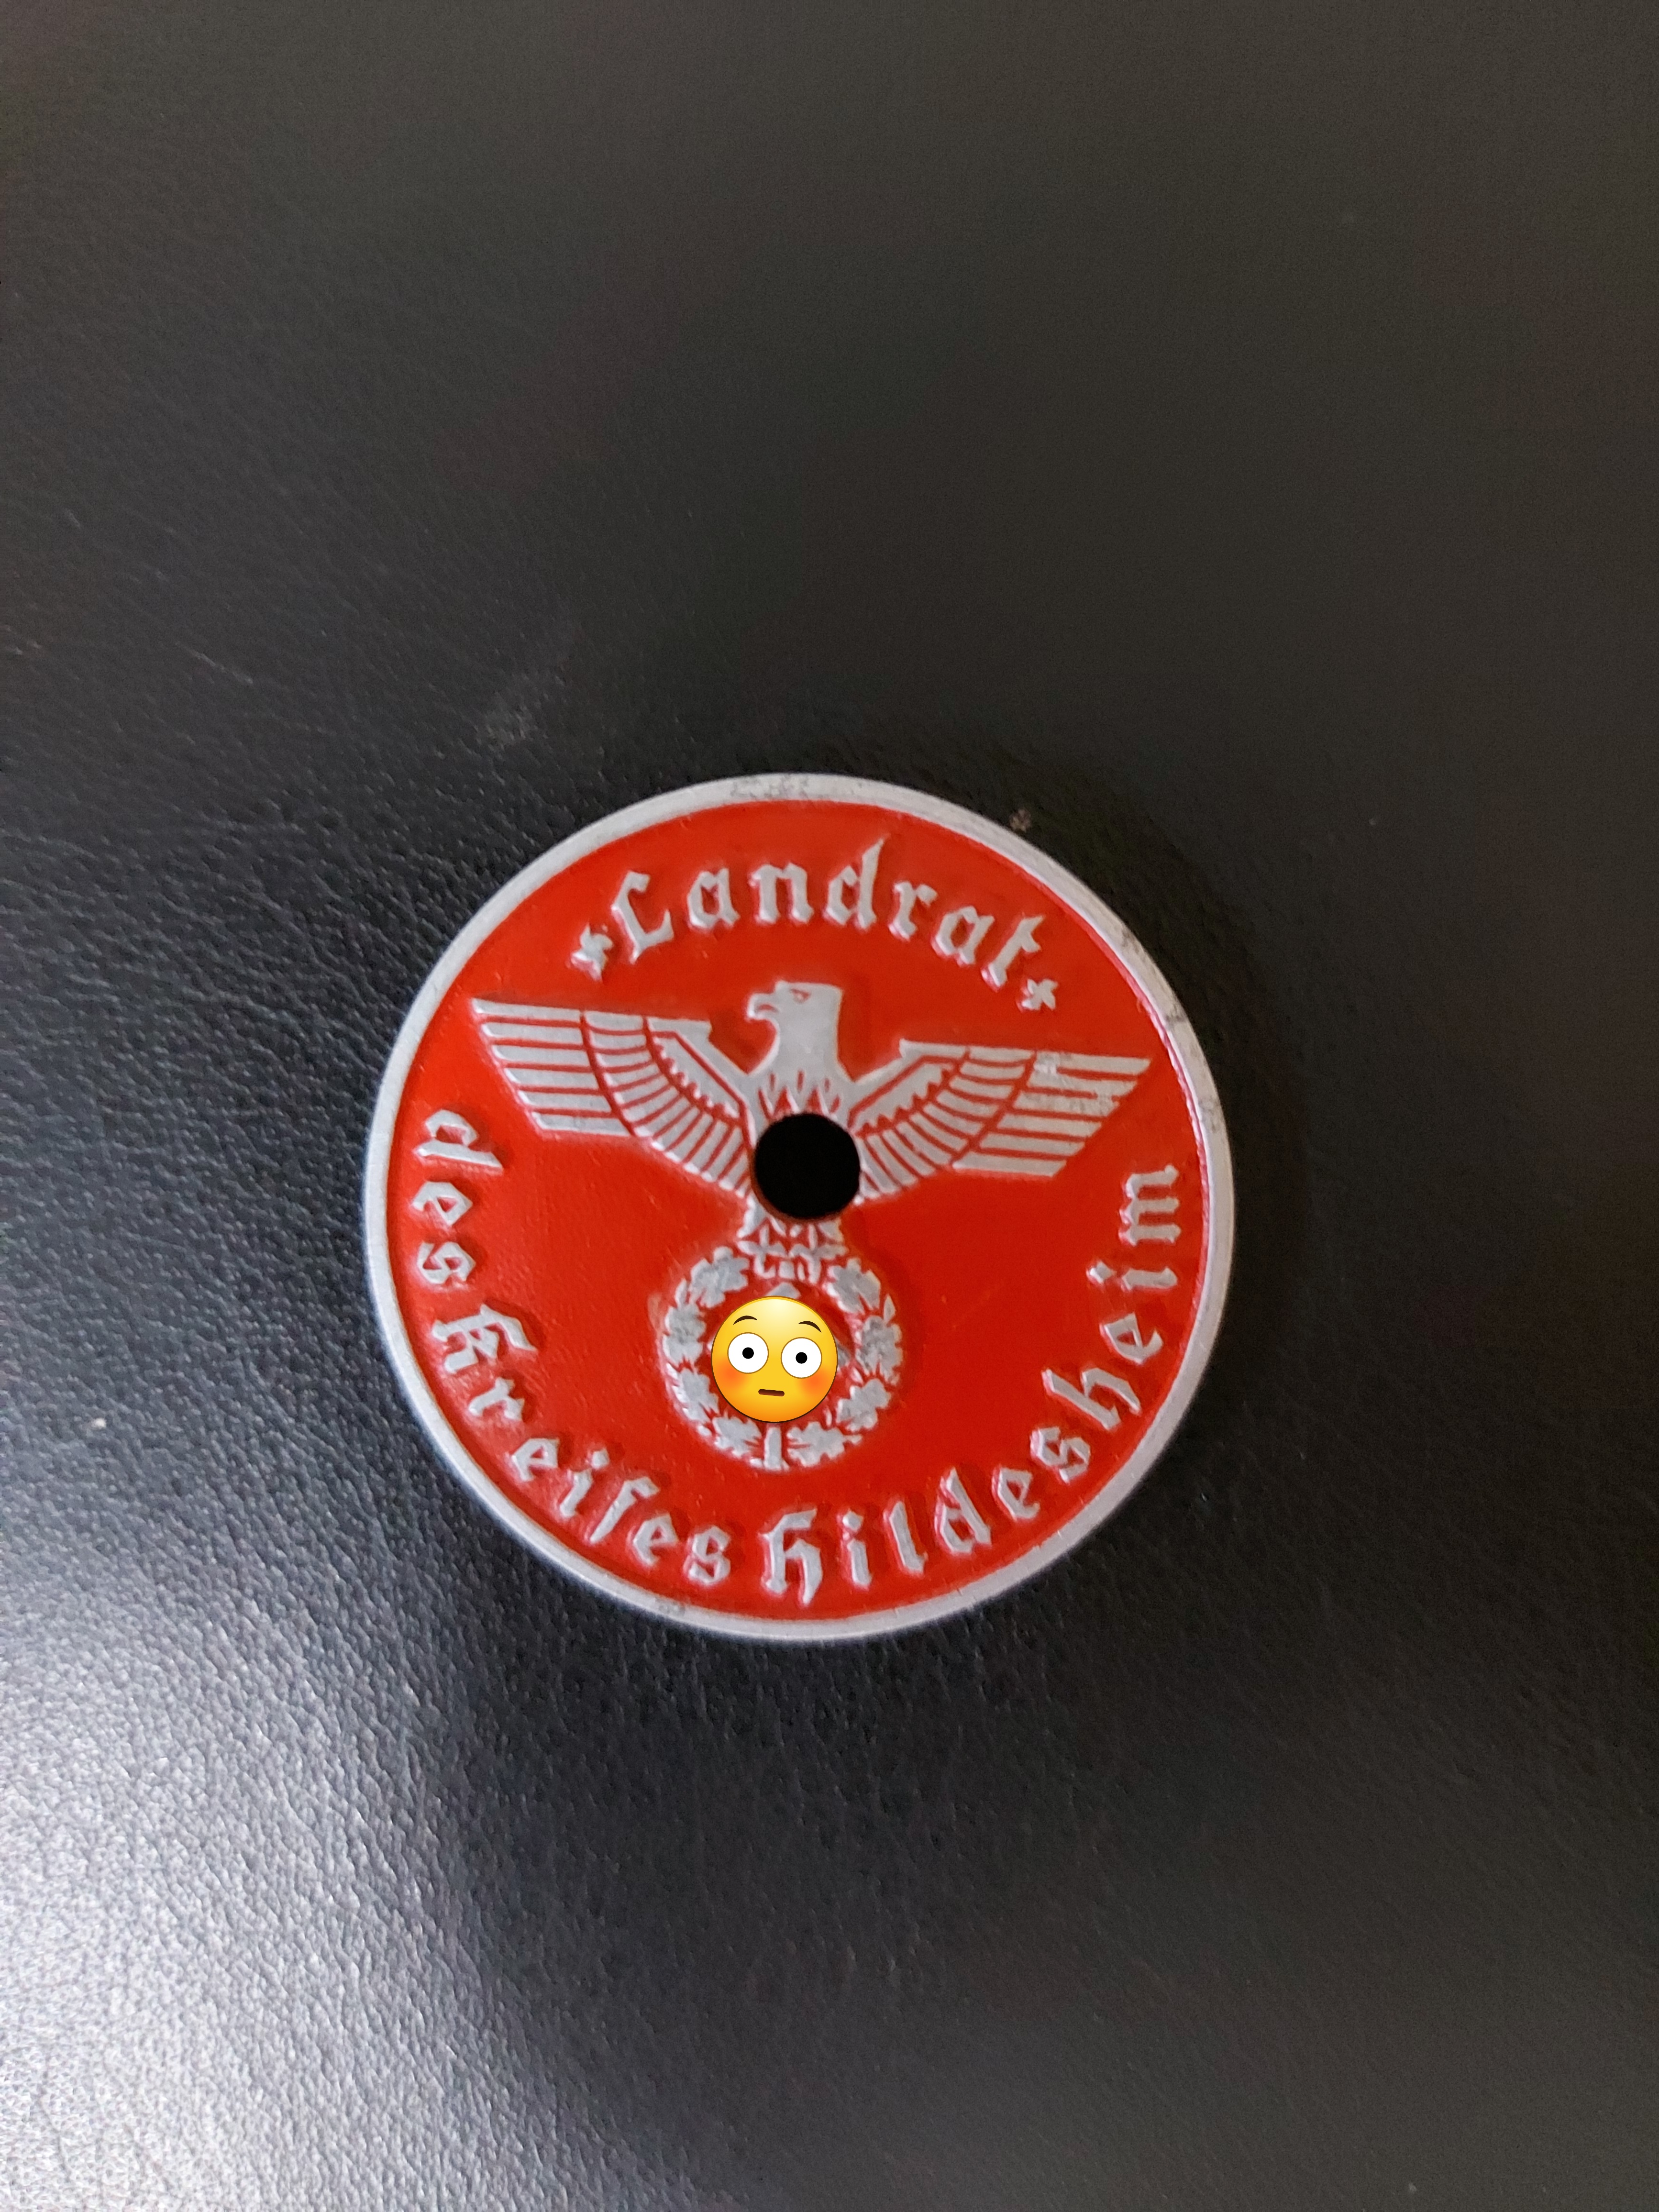 Landrat
des Kreiſes Hildesheim